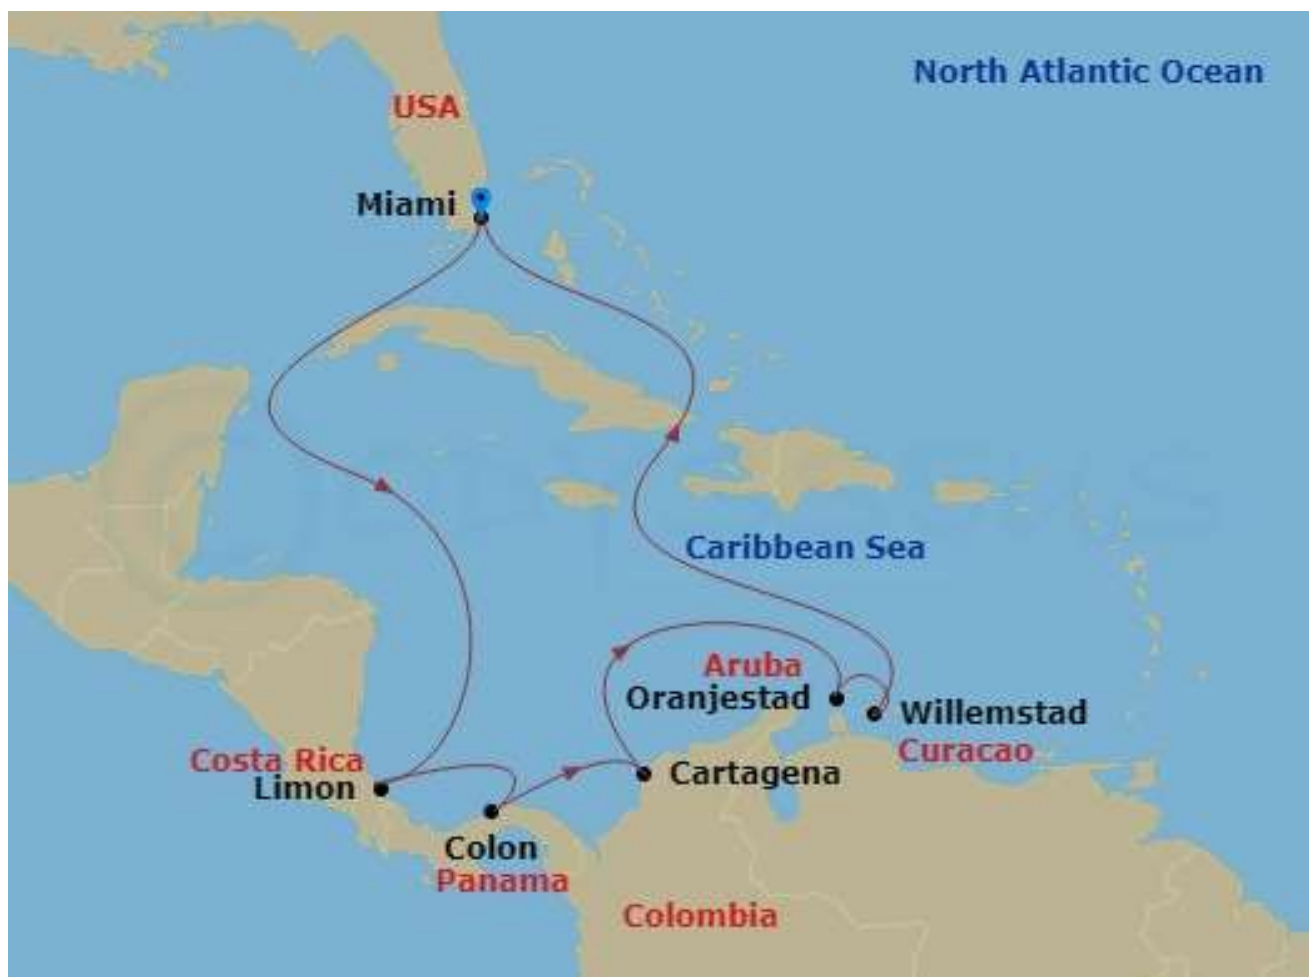 North Atlantic Ocean
USA
Miami
Caribbean Sea
Aruba
Oranjestad
Willemstad
Curacao
Costa Rica
Limon
Cartagena
Colon
Panama
Colombia